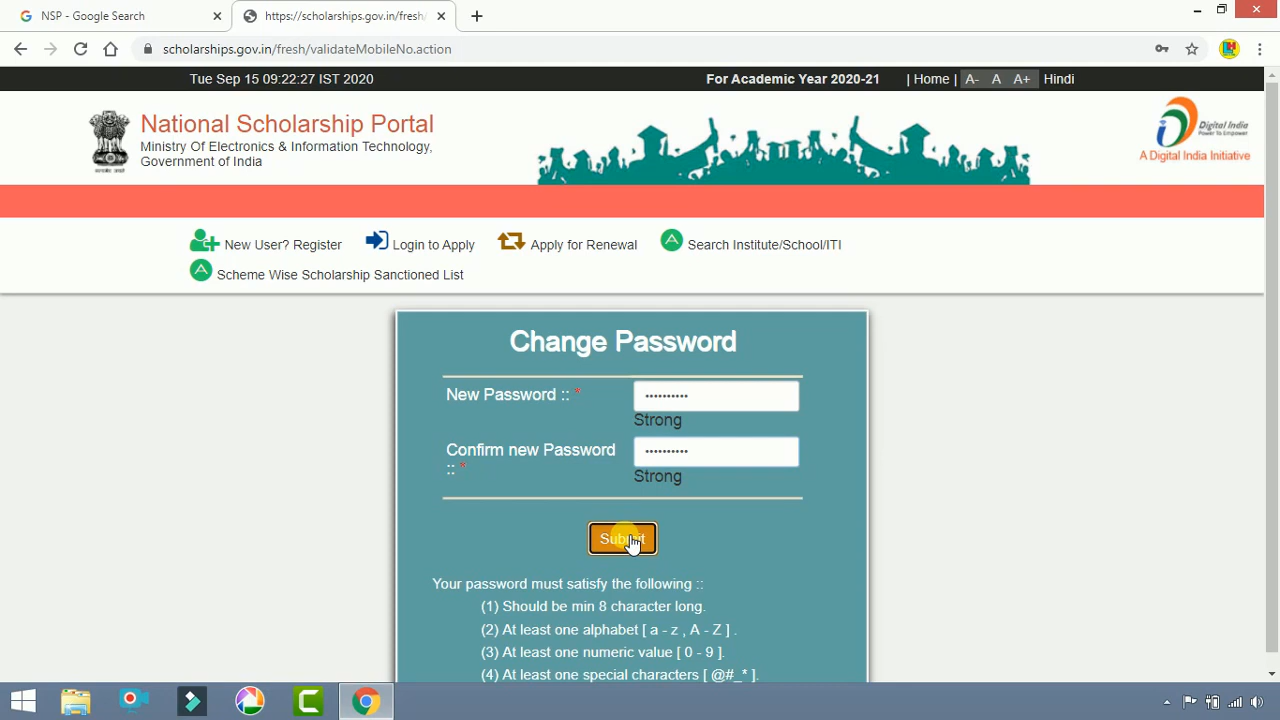 NSP - Google Search
https://scholarships.gov.in/fresh/
scholarships.gov.in/fresh/validateMobileNo.action
Tue Sep 15 09:22:27 IST 2020
For Academic Year 2020-21 | Home | A- A A+ Hindi
National Scholarship Portal
Ministry Of Electronics & Information Technology,
Government of India
Digital India
Power To Empower
A Digital India Initiative
New User? Register Login to Apply Apply for Renewal Search Institute/School/ITI
Scheme Wise Scholarship Sanctioned List
Change Password
New Password :: *
••••••••••
Strong
Confirm new Password
:: *
••••••••••
Strong
Submit
Your password must satisfy the following ::
(1) Should be min 8 character long.
(2) At least one alphabet [ a - z , A - Z ] .
(3) At least one numeric value [ 0 - 9 ].
(4) At least one special characters [ @#_* ].